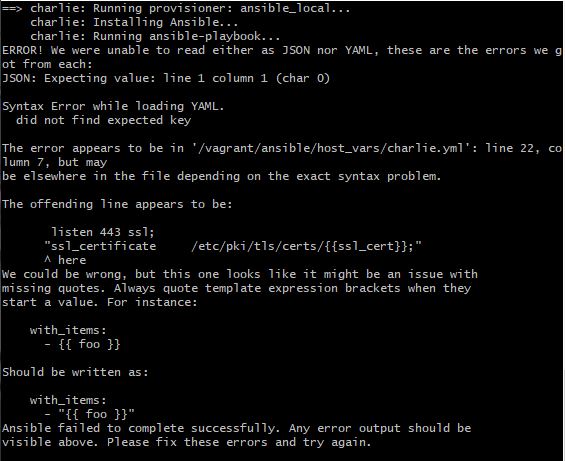 ==> charlie: Running provisioner: ansible_local...
    charlie: Installing Ansible...
    charlie: Running ansible-playbook...
ERROR! We were unable to read either as JSON nor YAML, these are the errors we g
ot from each:
JSON: Expecting value: line 1 column 1 (char 0)

Syntax Error while loading YAML.
  did not find expected key

The error appears to be in '/vagrant/ansible/host_vars/charlie.yml': line 22, co
lumn 7, but may
be elsewhere in the file depending on the exact syntax problem.

The offending line appears to be:

       listen 443 ssl;
      "ssl_certificate     /etc/pki/tls/certs/{{ssl_cert}};"
      ^ here
We could be wrong, but this one looks like it might be an issue with
missing quotes. Always quote template expression brackets when they
start a value. For instance:

    with_items:
      - {{ foo }}

Should be written as:

    with_items:
      - "{{ foo }}"
Ansible failed to complete successfully. Any error output should be
visible above. Please fix these errors and try again.